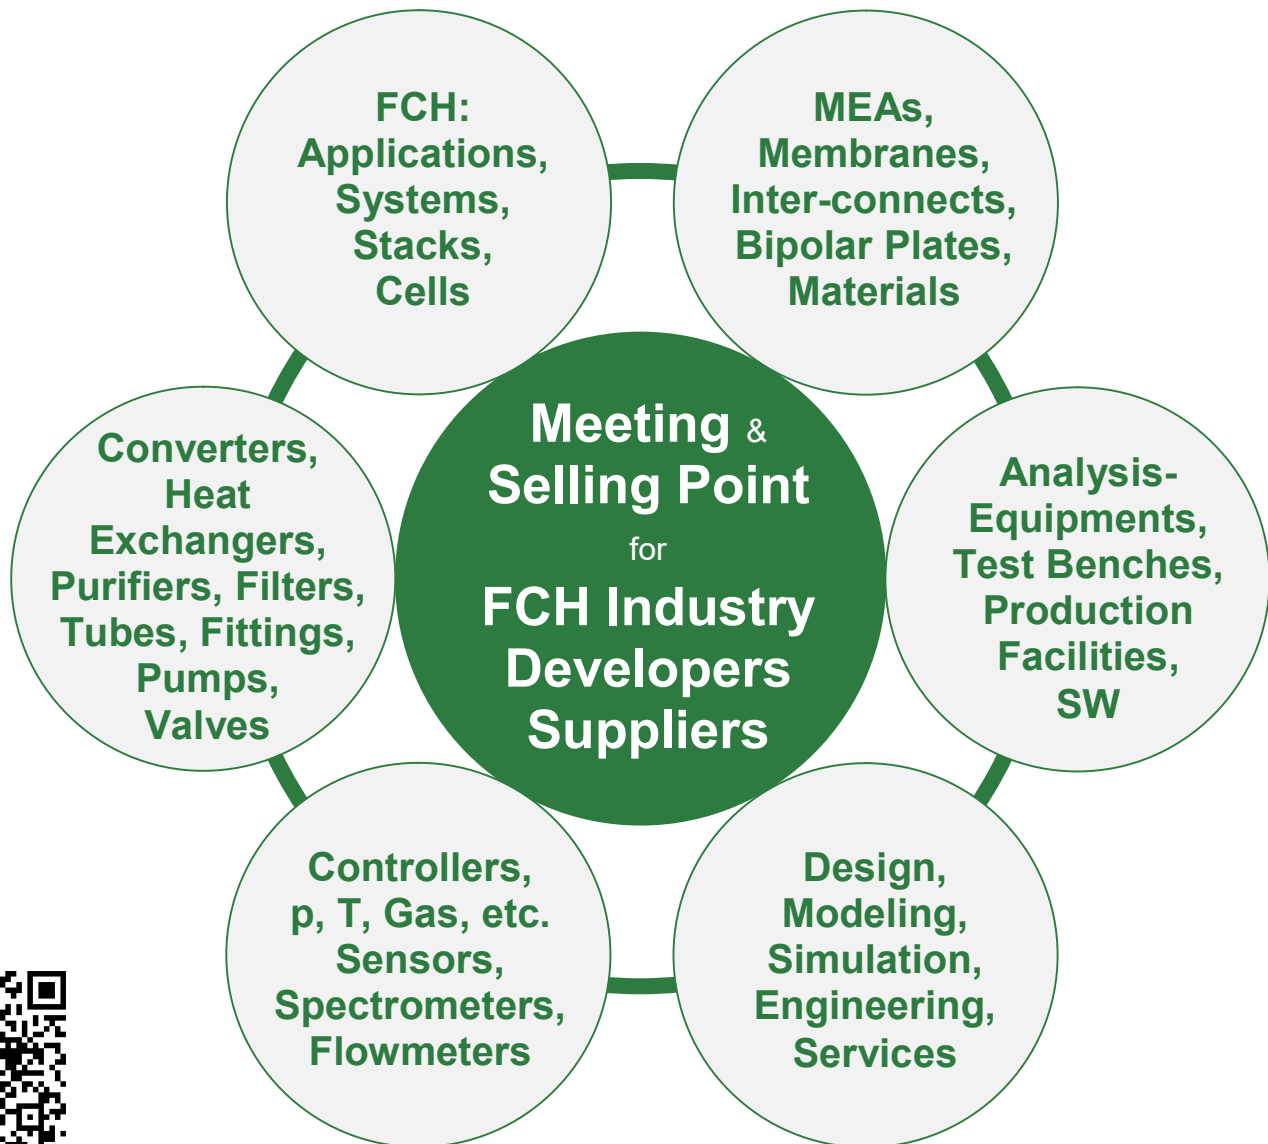 FCH:
Applications,
Systems,
Stacks,
Cells
MEAs,
Membranes,
Inter-connects,
Bipolar Plates,
Materials
Converters,
Heat
Exchangers,
Purifiers, Filters,
Tubes, Fittings,
Pumps,
Valves
Meeting &
Selling Point
for
FCH Industry
Developers
Suppliers
Analysis-
Equipments,
Test Benches,
Production
Facilities,
SW
Controllers,
p, T, Gas, etc.
Sensors,
Spectrometers,
Flowmeters
Design,
Modeling,
Simulation,
Engineering,
Services